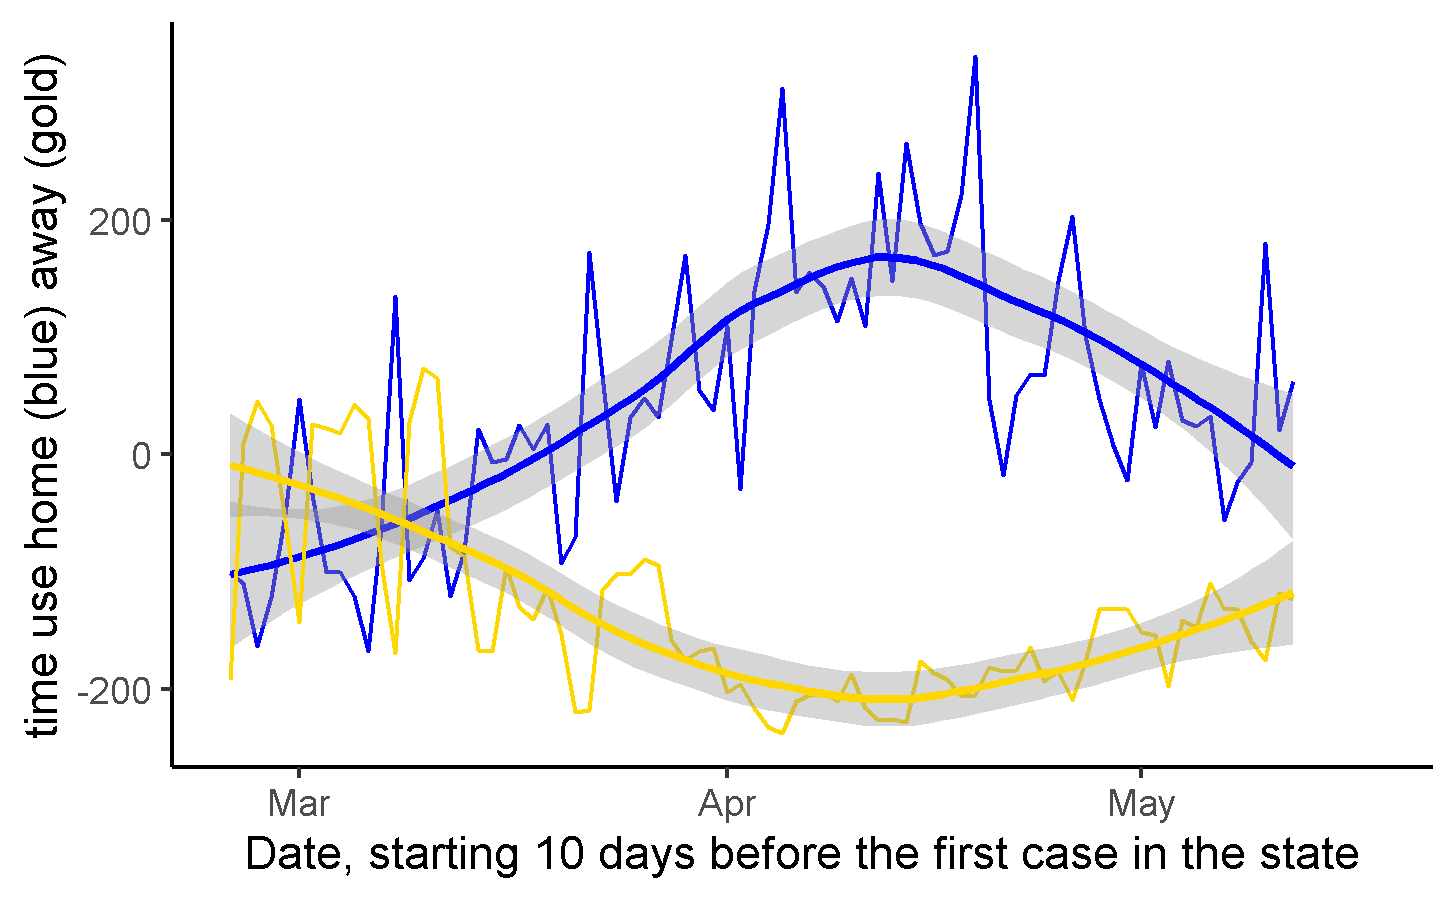 time use home (blue) away (gold)
200
0
-200
Mar Apr May
Date, starting 10 days before the first case in the state